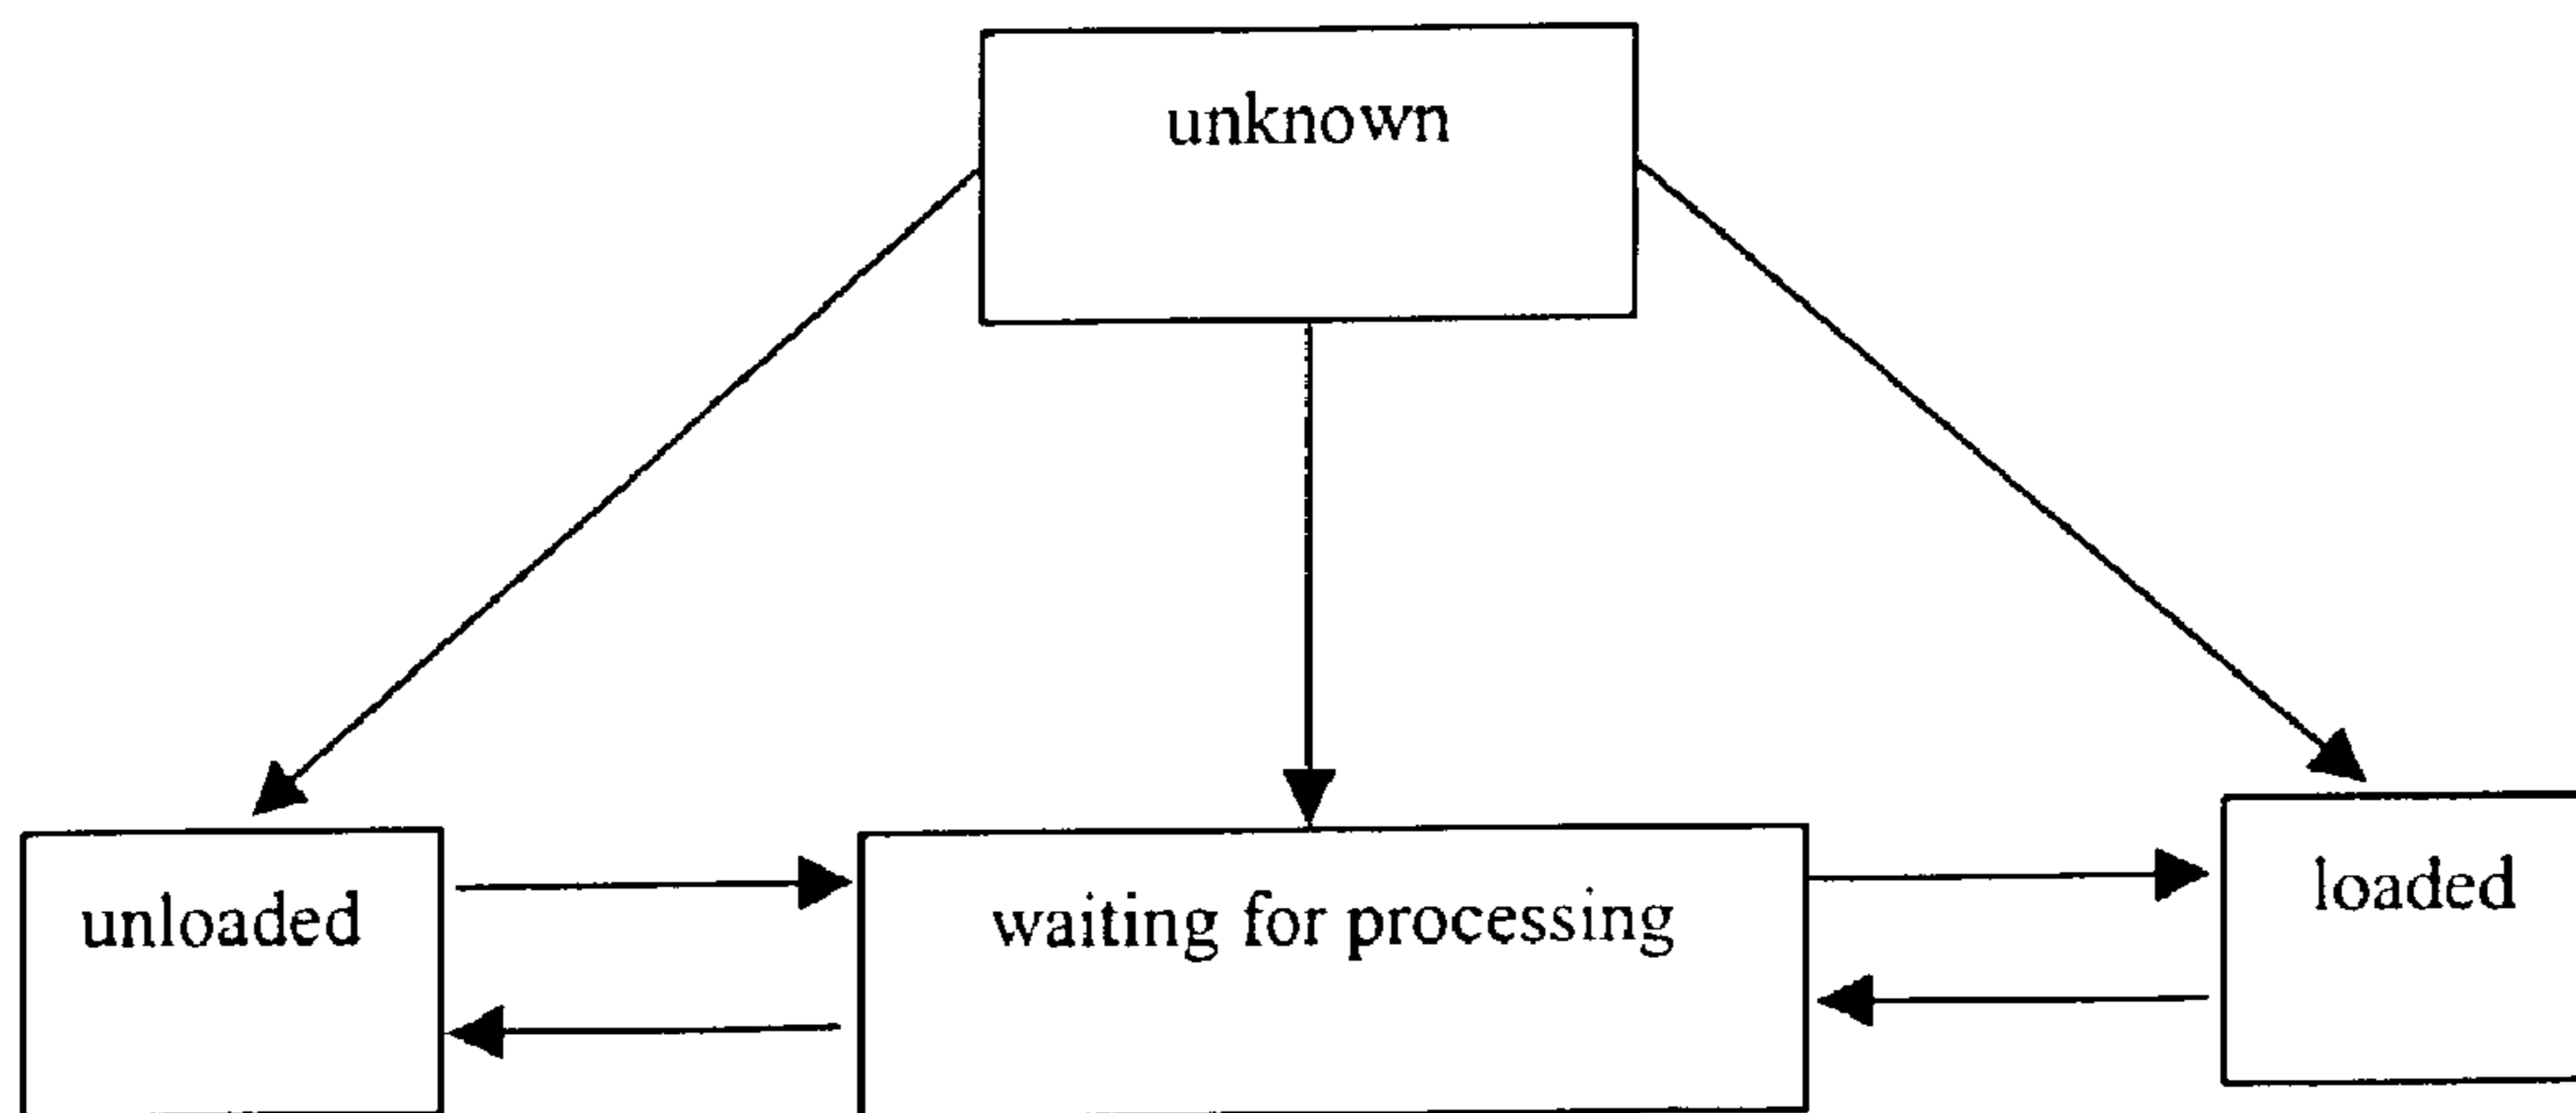 unknown
unloaded
waiting for processing
loaded